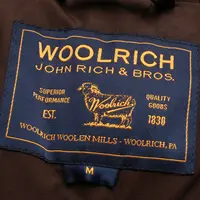 WOOLRICH
JOHN RICH & BROS.
SUPERIOR PERFORMANCE
QUALITY GOODS
Woolrich
EST.
1830
WOOLRICH WOOLEN MILLS - WOOLRICH, PA
M